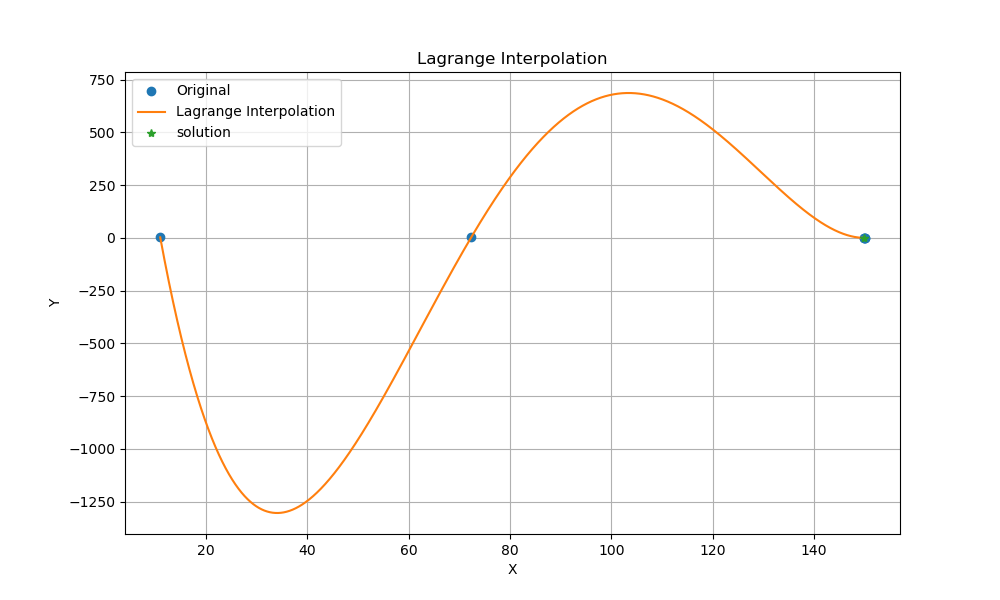 Lagrange Interpolation
750
500
250
0
−250
−500
−750
−1000
−1250
Y
Original
Lagrange Interpolation
solution
20 40 60 80 100 120 140
X